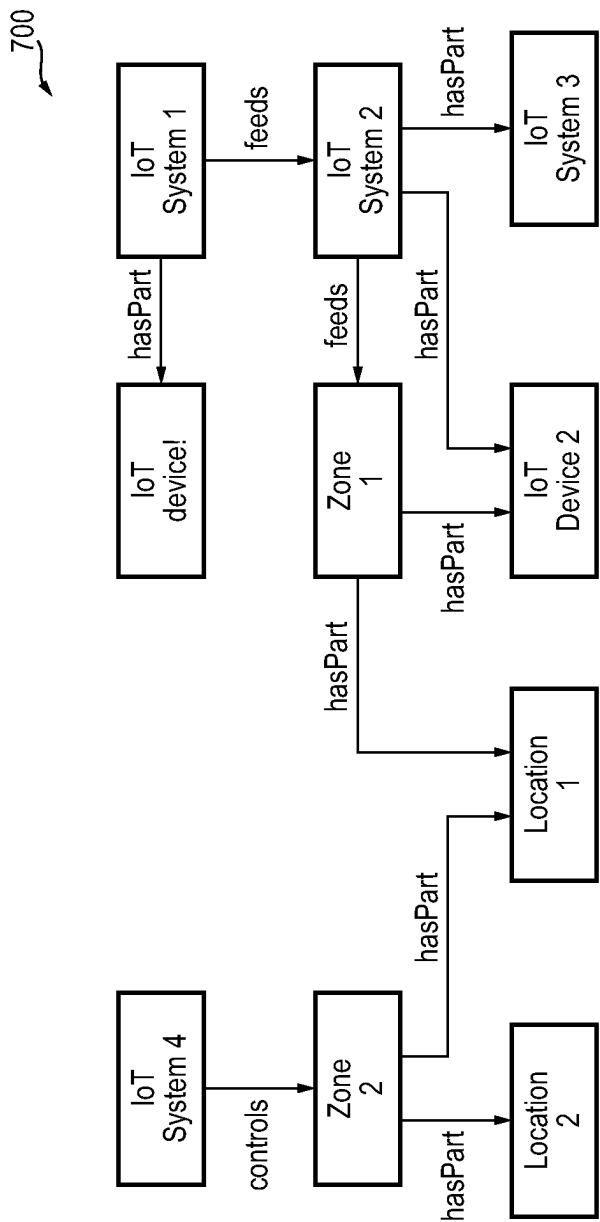 700
IoT
System 4
IoT
device!
hasPart
IoT
System 1
controls
feeds
Zone
2
hasPart
Zone
1
feeds
IoT
System 2
hasPart
hasPart
hasPart
hasPart
hasPart
Location
2
Location
1
IoT
Device 2
IoT
System 3